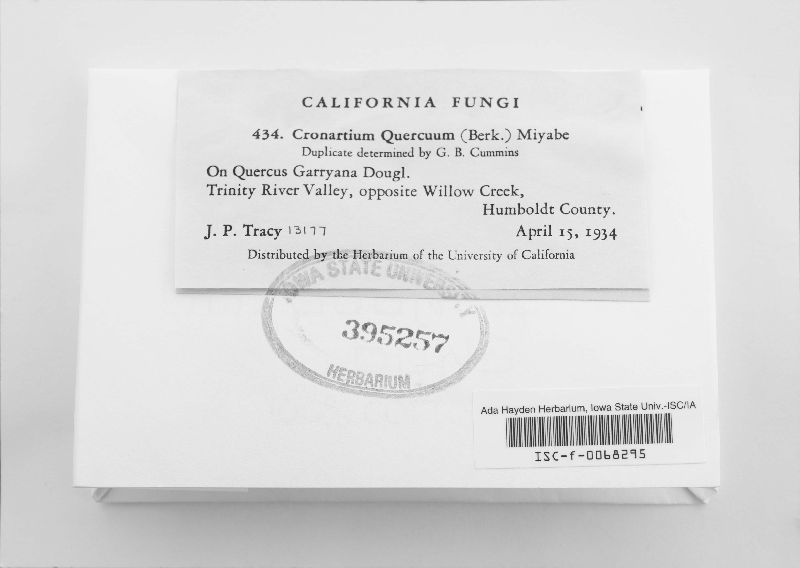 CALIFORNIA FUNGI
434. Cronartium Quercuum (Berk.) Miyabe
Duplicate determined by G. B. Cummins
On Quercus Garryana Dougl.
Trinity River Valley, opposite Willow Creek,
Humboldt County.
J. P. Tracy 13177 April 15, 1934
Distributed by the Herbarium of the University of California
IOWA STATE UNIVERSITY
395257
HERBARIUM
Ada Hayden Herbarium, Iowa State Univ.-ISC/IA
ISC-f-0068295